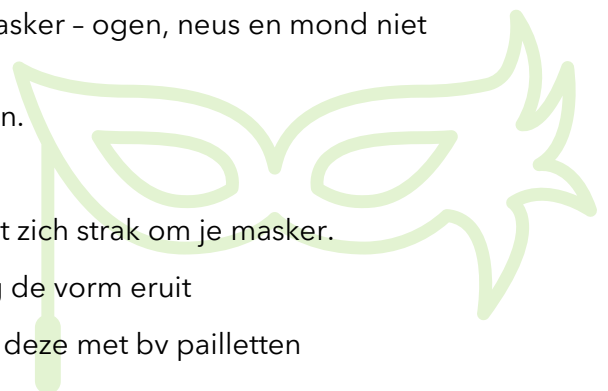 asker – ogen, neus en mond niet
n.
t zich strak om je masker.
de vorm eruit
deze met bv pailletten